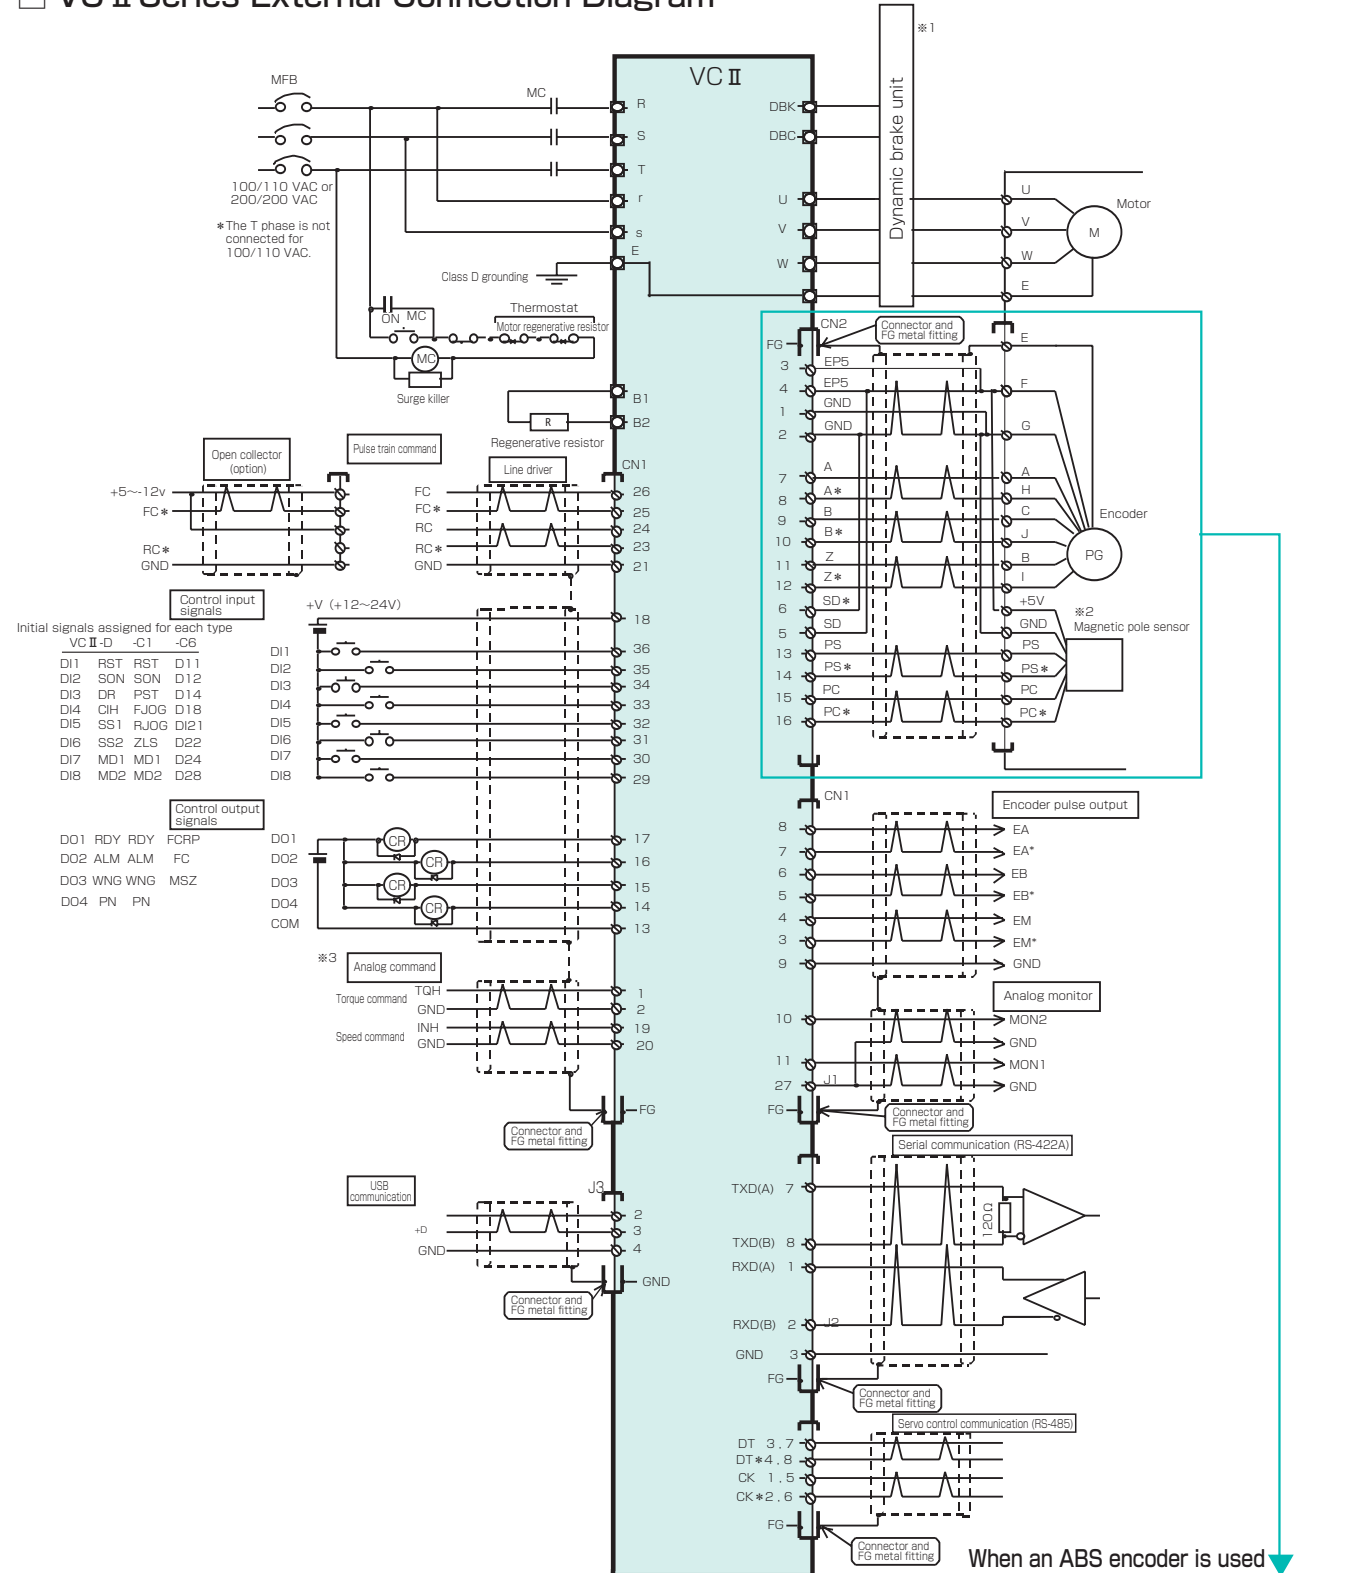 □ VCⅡ Series External Connection Diagram
※1
VCⅡ
Dynamic brake unit
MFB
MC
R
S
T
r
s
E
100/110 VAC or
200/200 VAC
＊The T phase is not
connected for
100/110 VAC.
Class D grounding
ON
MC
Thermostat
Motor regenerative resistor
MC
Surge killer
B1
B2
R
Regenerative resistor
DBK
DBC
U
V
W
U
V
W
E
Motor
M
Open collector
(option)
Pulse train command
Line driver
CN1
+5～-12v
FC＊
RC＊
GND
FC 26
FC＊ 25
RC 24
RC＊ 23
GND 21
Control input
signals
Initial signals assigned for each type
VCⅡ-D -C1 -C6
DI1 RST RST D11
DI2 SON SON D12
DI3 DR PST D14
DI4 CIH FJOG D18
DI5 SS1 RJOG DI21
DI6 SS2 ZLS D22
DI7 MD1 MD1 D24
DI8 MD2 MD2 D28
+V (+12～24V)
18
DI1 36
DI2 35
DI3 34
DI4 33
DI5 32
DI6 31
DI7 30
DI8 29
Control output
signals
DO1 RDY RDY FCRP
DO2 ALM ALM FC
DO3 WNG WNG MSZ
DO4 PN PN
DO1 CR 17
DO2 CR 16
DO3 CR 15
DO4 CR 14
COM 13
※3
Analog command
Torque command
TQH 1
GND 2
Speed command
INH 19
GND 20
FG
Connector and
FG metal fitting
USB
communication
J3
2
+D 3
GND 4
GND
Connector and
FG metal fitting
CN2
Connector and
FG metal fitting
FG E
3 EP5
4 EP5 F
1 GND
2 GND G
7 A A
8 A＊ H
9 B C
10 B＊ J
11 Z B
12 Z＊ I
6 SD＊ +5V
5 SD GND
13 PS PS
14 PS＊ PS＊
15 PC PC
16 PC＊ PC＊
Encoder
PG
※2
Magnetic pole sensor
CN1
Encoder pulse output
8 EA
7 EA*
6 EB
5 EB*
4 EM
3 EM*
9 GND
Analog monitor
10 MON2
GND
11 MON1
27 J1 GND
FG
Connector and
FG metal fitting
Serial communication (RS-422A)
TXD(A) 7
120Ω
TXD(B) 8
RXD(A) 1
RXD(B) 2 J2
GND 3
FG
Connector and
FG metal fitting
Servo control communication (RS-485)
DT 3 , 7
DT＊4 , 8
CK 1 , 5
CK＊2 , 6
FG
Connector and
FG metal fitting
When an ABS encoder is used